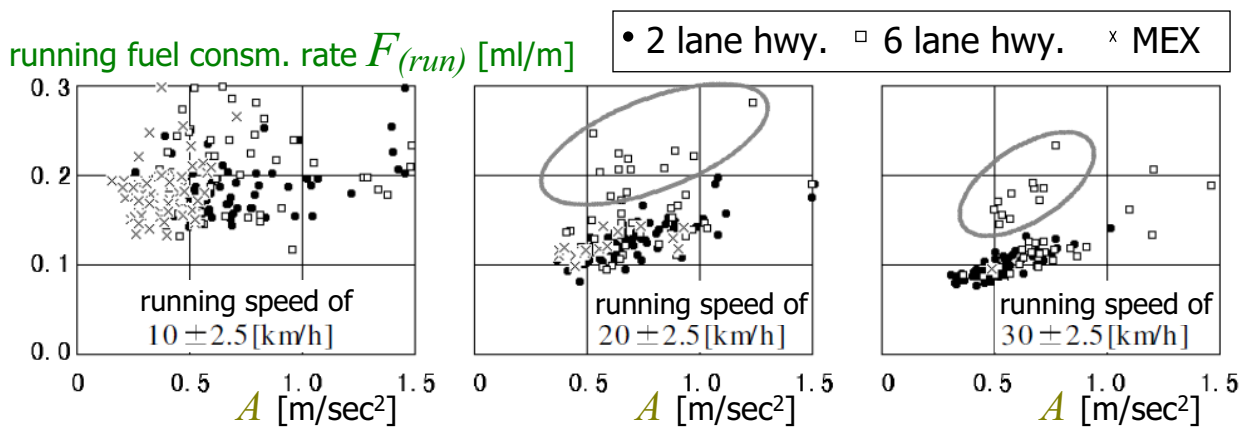 running fuel consm. rate F(run) [ml/m]
● 2 lane hwy. □ 6 lane hwy. × MEX
0.3
0.2
0.1
0.0
running speed of
10 ±2.5[km/h]
0 0.5 1.0 1.5
A [m/sec²]
running speed of
20 ±2.5[km/h]
0 0.5 1.0 1.5
A [m/sec²]
running speed of
30 ±2.5[km/h]
0 0.5 1.0 1.5
A [m/sec²]